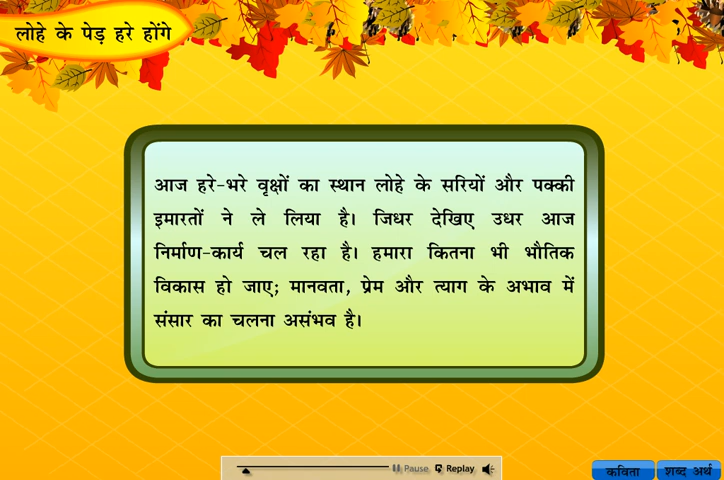 लोहे के पेड़ हरे होंगे
आज हरे-भरे वृक्षों का स्थान लोहे के सरियों और पक्की
इमारतों ने ले लिया है। जिधर देखिए उधर आज
निर्माण-कार्य चल रहा है। हमारा कितना भी भौतिक
विकास हो जाए; मानवता, प्रेम और त्याग के अभाव में
संसार का चलना असंभव है।
Pause Replay
कविता शब्द अर्थ